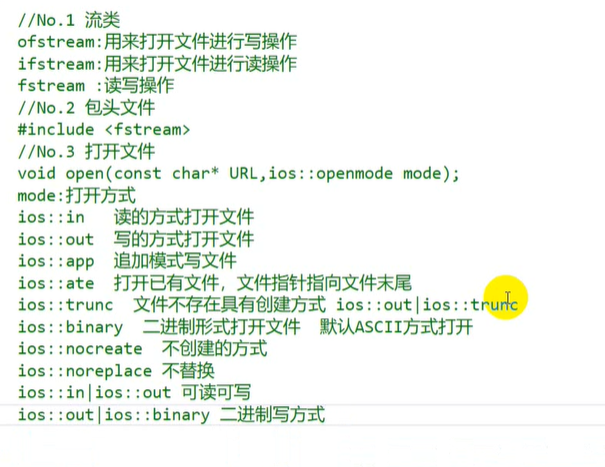 //No.1 流类
ofstream:用来打开文件进行写操作
ifstream:用来打开文件进行读操作
fstream :读写操作
//No.2 包头文件
#include <fstream>
//No.3 打开文件
void open(const char* URL,ios::openmode mode);
mode:打开方式
ios::in   读的方式打开文件
ios::out  写的方式打开文件
ios::app  追加模式写文件
ios::ate  打开已有文件，文件指针指向文件末尾
ios::trunc  文件不存在具有创建方式 ios::out|ios::trunc
ios::binary  二进制形式打开文件  默认ASCII方式打开
ios::nocreate  不创建的方式
ios::noreplace 不替换
ios::in|ios::out 可读可写
ios::out|ios::binary 二进制写方式